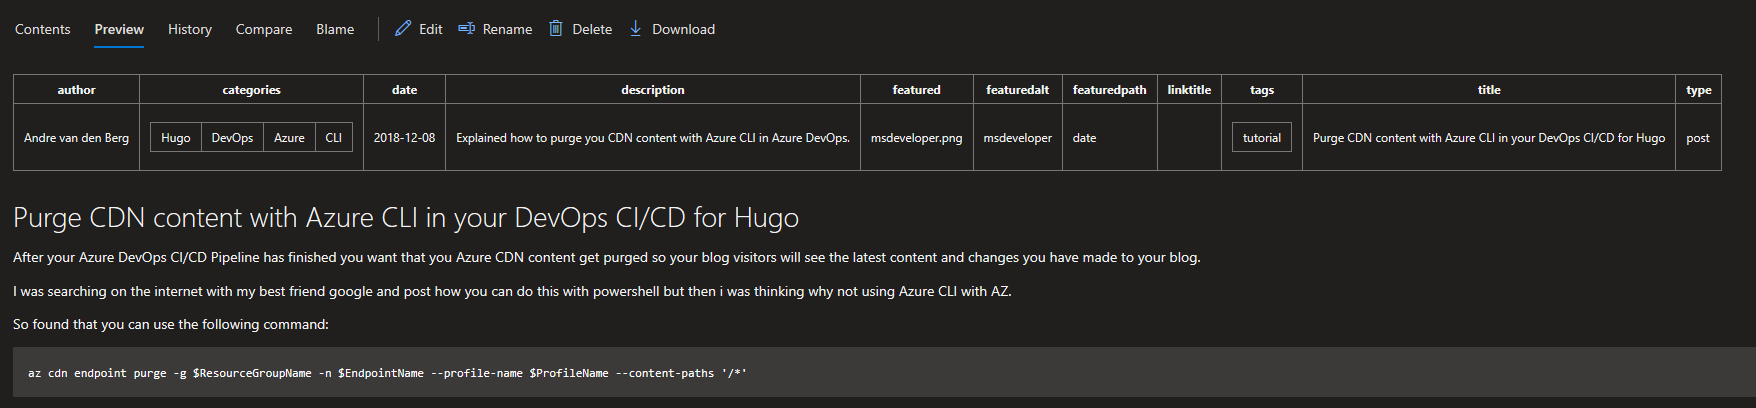 Contents Preview History Compare Blame Edit Rename Delete Download
author categories date description featured featuredalt featuredpath linktitle tags title type
Andre van den Berg Hugo DevOps Azure CLI 2018-12-08 Explained how to purge you CDN content with Azure CLI in Azure DevOps. msdeveloper.png msdeveloper date tutorial Purge CDN content with Azure CLI in your DevOps CI/CD for Hugo post
Purge CDN content with Azure CLI in your DevOps CI/CD for Hugo
After your Azure DevOps CI/CD Pipeline has finished you want that you Azure CDN content get purged so your blog visitors will see the latest content and changes you have made to your blog.
I was searching on the internet with my best friend google and post how you can do this with powershell but then i was thinking why not using Azure CLI with AZ.
So found that you can use the following command:
az cdn endpoint purge -g $ResourceGroupName -n $EndpointName --profile-name $ProfileName --content-paths '/*'